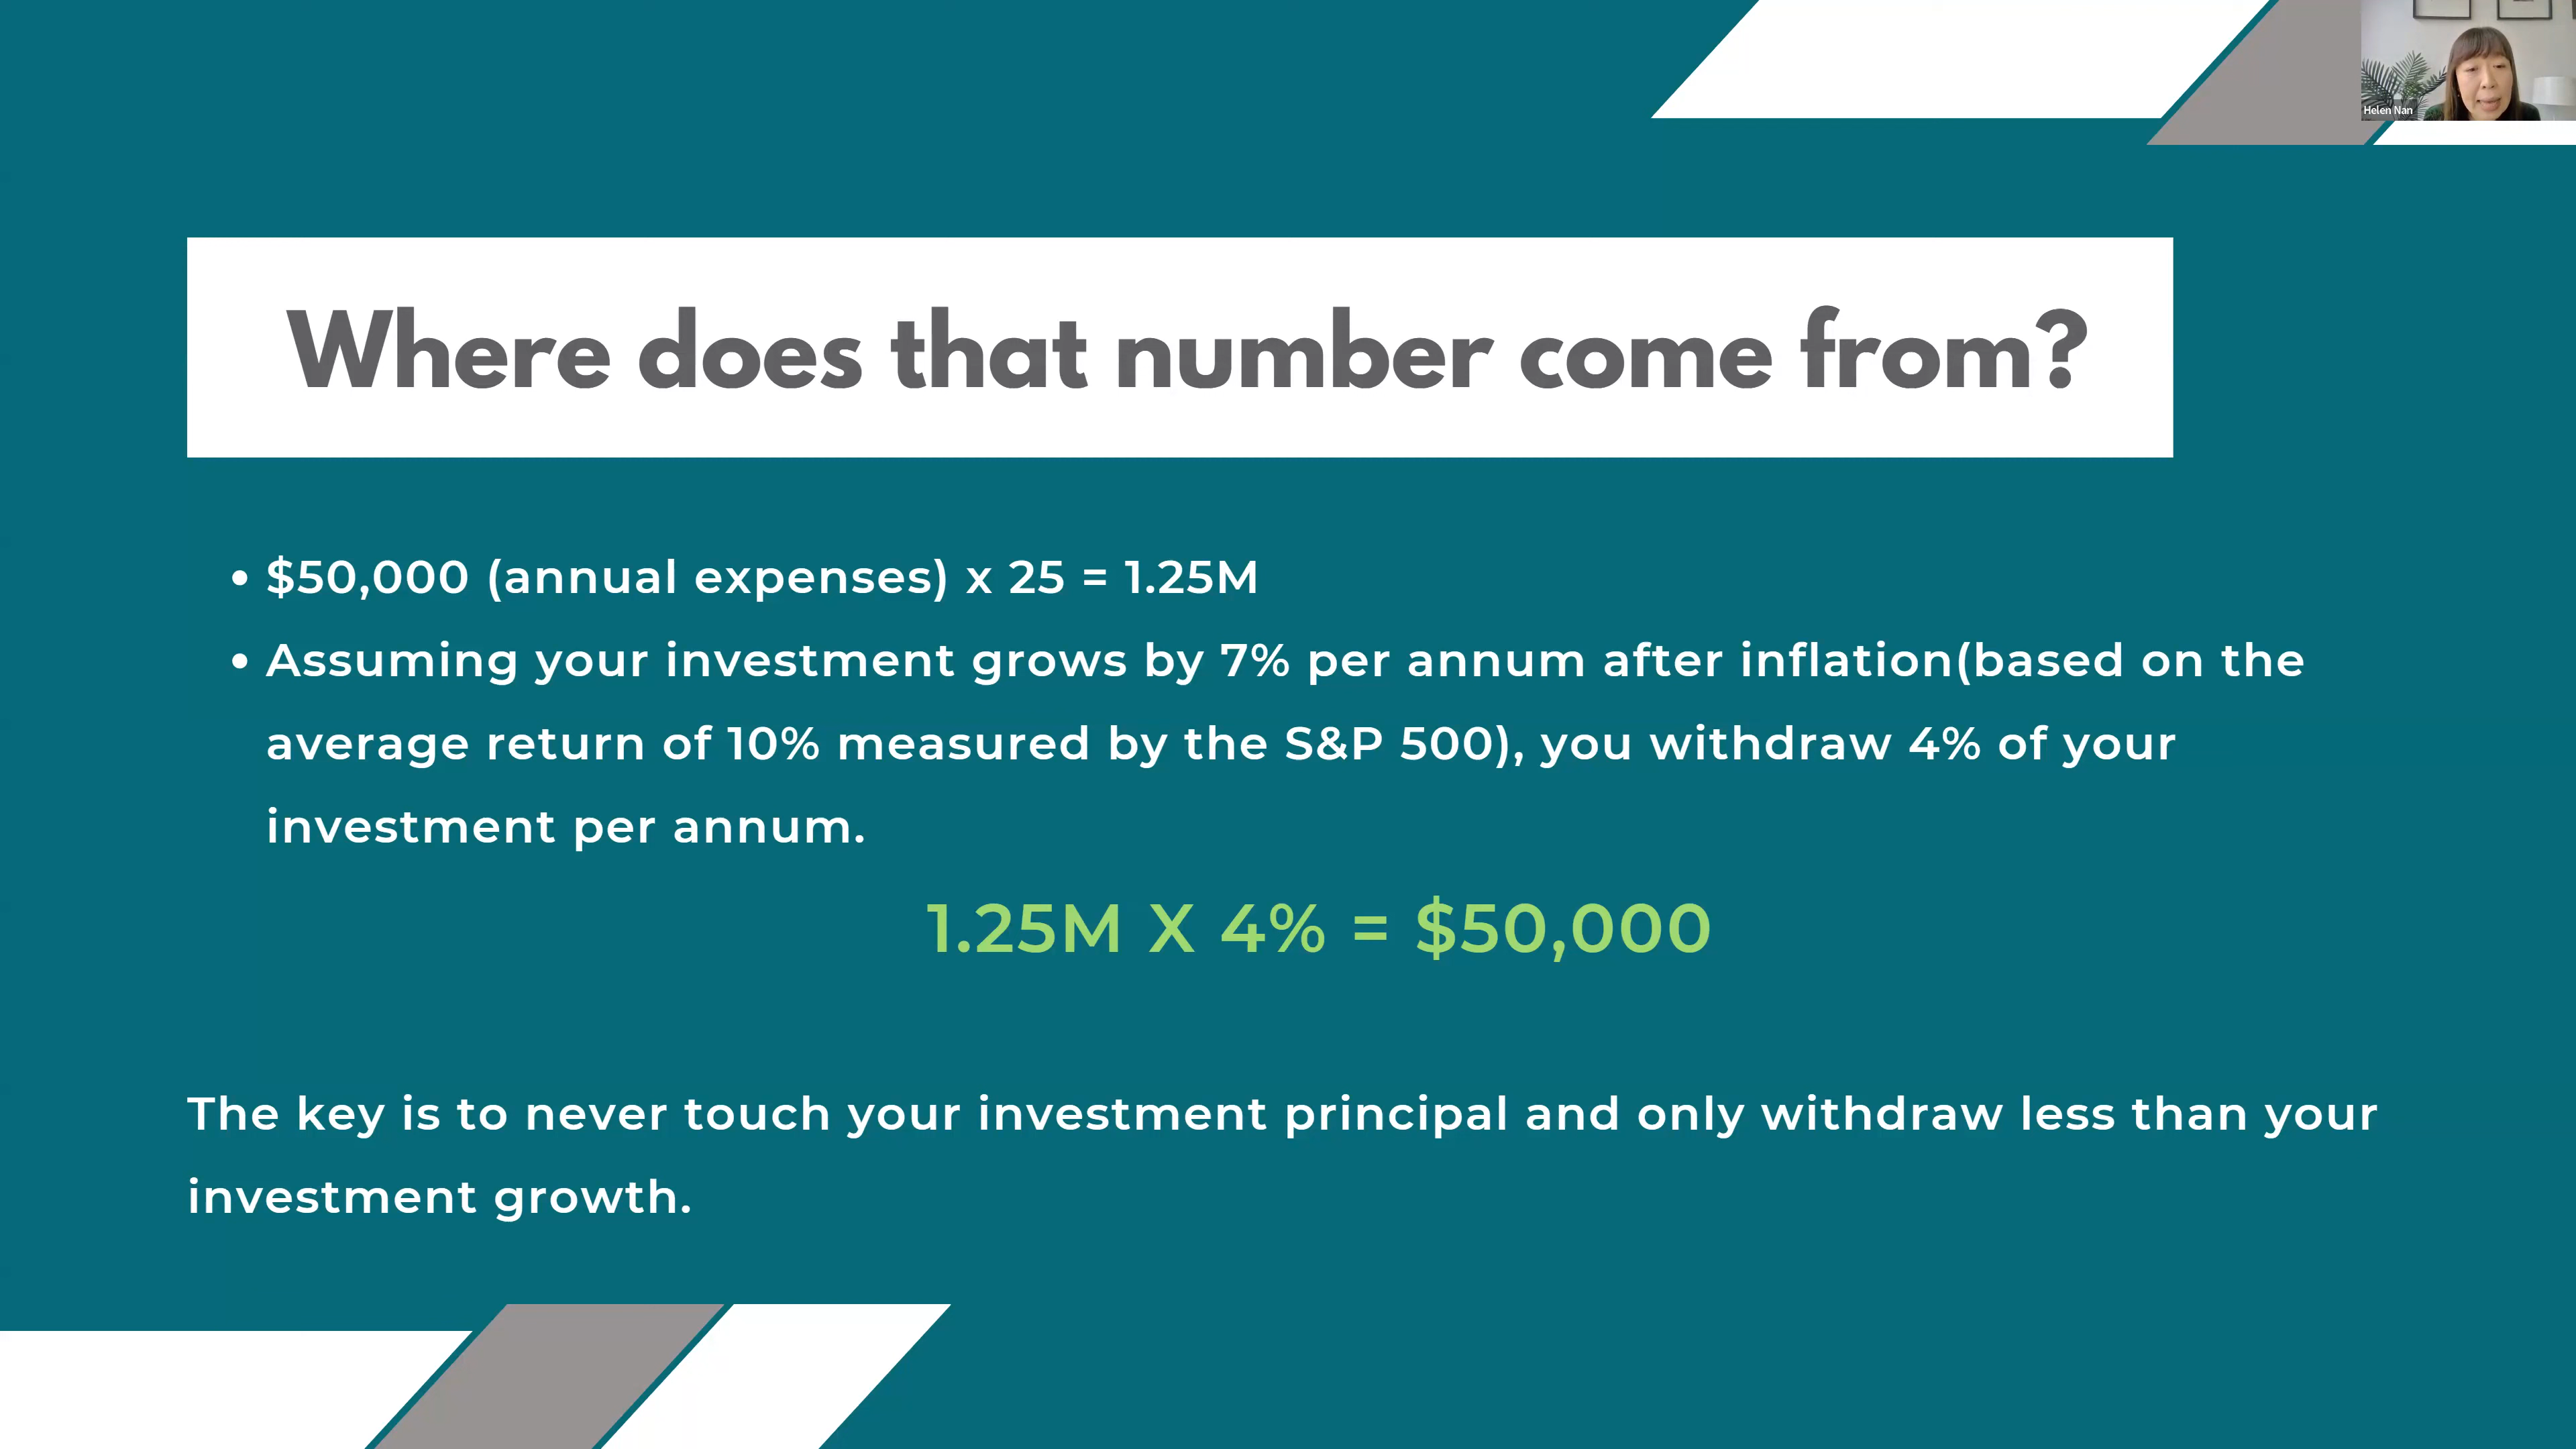 Helen Nan
Where does that number come from?
• $50,000 (annual expenses) x 25 = 1.25M
• Assuming your investment grows by 7% per annum after inflation(based on the
average return of 10% measured by the S&P 500), you withdraw 4% of your
investment per annum.
1.25M X 4% = $50,000
The key is to never touch your investment principal and only withdraw less than your
investment growth.